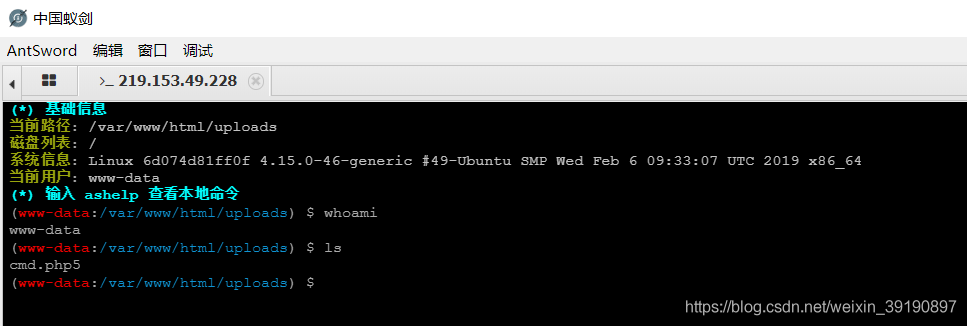 中国蚁剑
AntSword 编辑 窗口 调试
>_ 219.153.49.228
(*) 基础信息
当前路径: /var/www/html/uploads
磁盘列表: /
系统信息: Linux 6d074d81ff0f 4.15.0-46-generic #49-Ubuntu SMP Wed Feb 6 09:33:07 UTC 2019 x86_64
当前用户: www-data
(*) 输入 ashelp 查看本地命令
(www-data:/var/www/html/uploads) $ whoami
www-data
(www-data:/var/www/html/uploads) $ ls
cmd.php5
(www-data:/var/www/html/uploads) $
https://blog.csdn.net/weixin_39190897